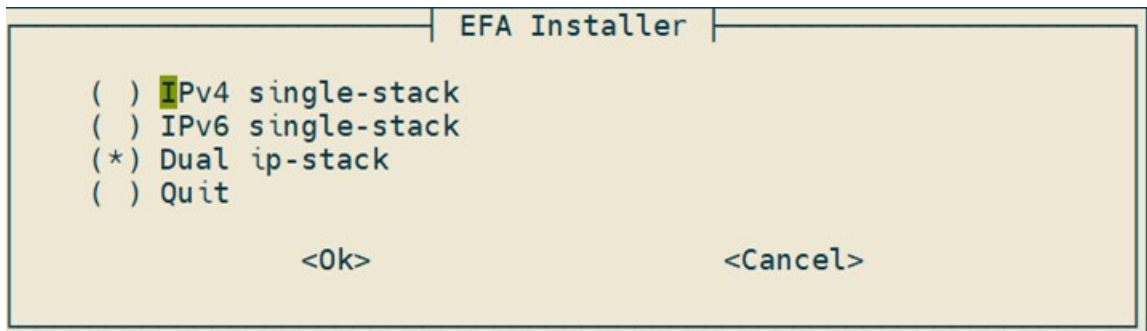 EFA Installer
( ) IPv4 single-stack
( ) IPv6 single-stack
(*) Dual ip-stack
( ) Quit
<Ok> <Cancel>